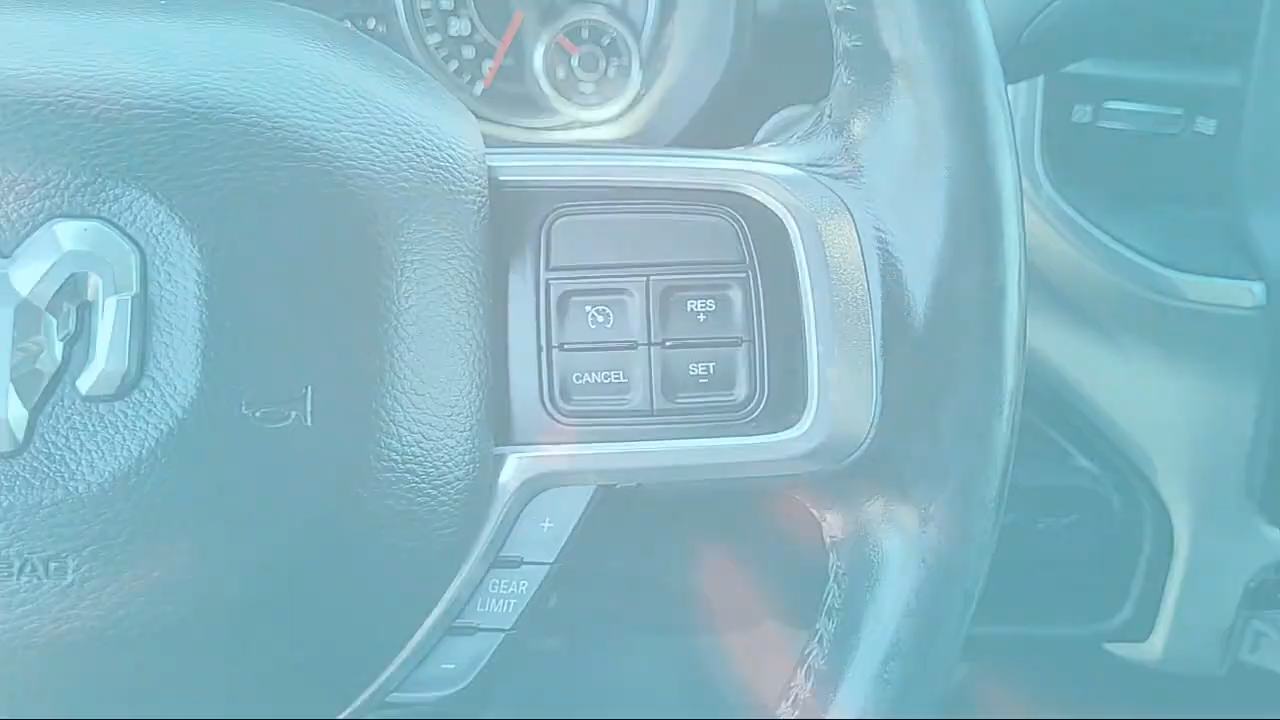 RES
+
CANCEL
SET
−
+
GEAR
LIMIT
−